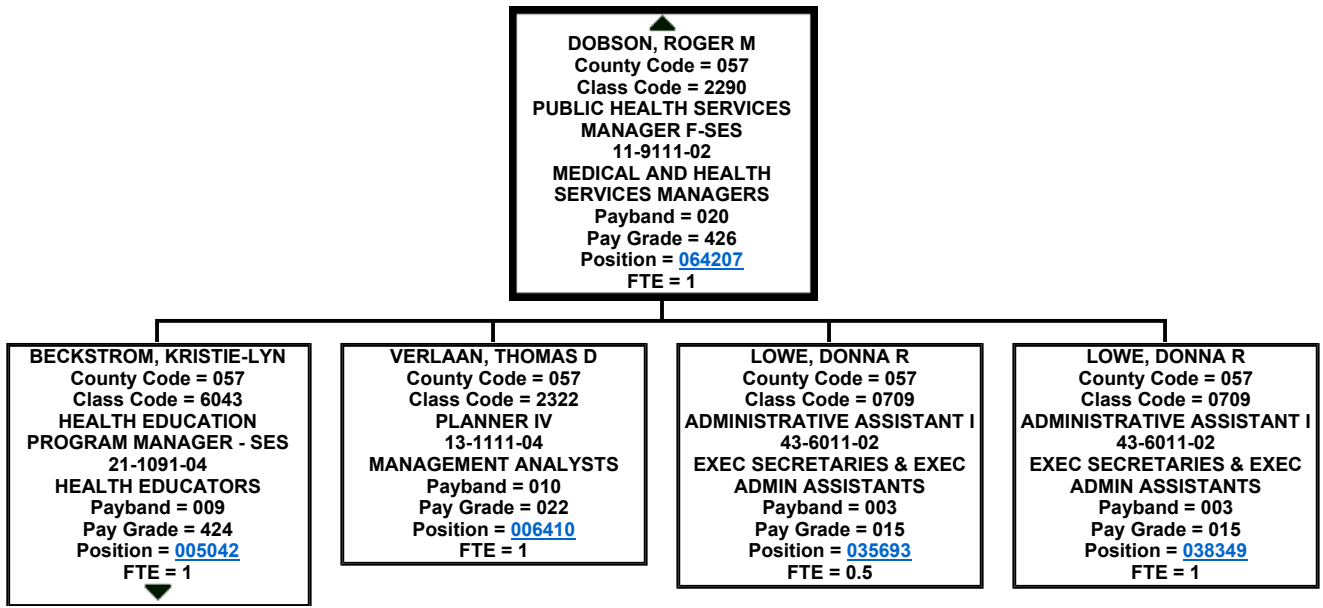 DOBSON, ROGER M
County Code = 057
Class Code = 2290
PUBLIC HEALTH SERVICES
MANAGER F-SES
11-9111-02
MEDICAL AND HEALTH
SERVICES MANAGERS
Payband = 020
Pay Grade = 426
Position = 064207
FTE = 1
BECKSTROM, KRISTIE-LYN
County Code = 057
Class Code = 6043
HEALTH EDUCATION
PROGRAM MANAGER - SES
21-1091-04
HEALTH EDUCATORS
Payband = 009
Pay Grade = 424
Position = 005042
FTE = 1
VERLAAN, THOMAS D
County Code = 057
Class Code = 2322
PLANNER IV
13-1111-04
MANAGEMENT ANALYSTS
Payband = 010
Pay Grade = 022
Position = 006410
FTE = 1
LOWE, DONNA R
County Code = 057
Class Code = 0709
ADMINISTRATIVE ASSISTANT I
43-6011-02
EXEC SECRETARIES & EXEC
ADMIN ASSISTANTS
Payband = 003
Pay Grade = 015
Position = 035693
FTE = 0.5
LOWE, DONNA R
County Code = 057
Class Code = 0709
ADMINISTRATIVE ASSISTANT I
43-6011-02
EXEC SECRETARIES & EXEC
ADMIN ASSISTANTS
Payband = 003
Pay Grade = 015
Position = 038349
FTE = 1